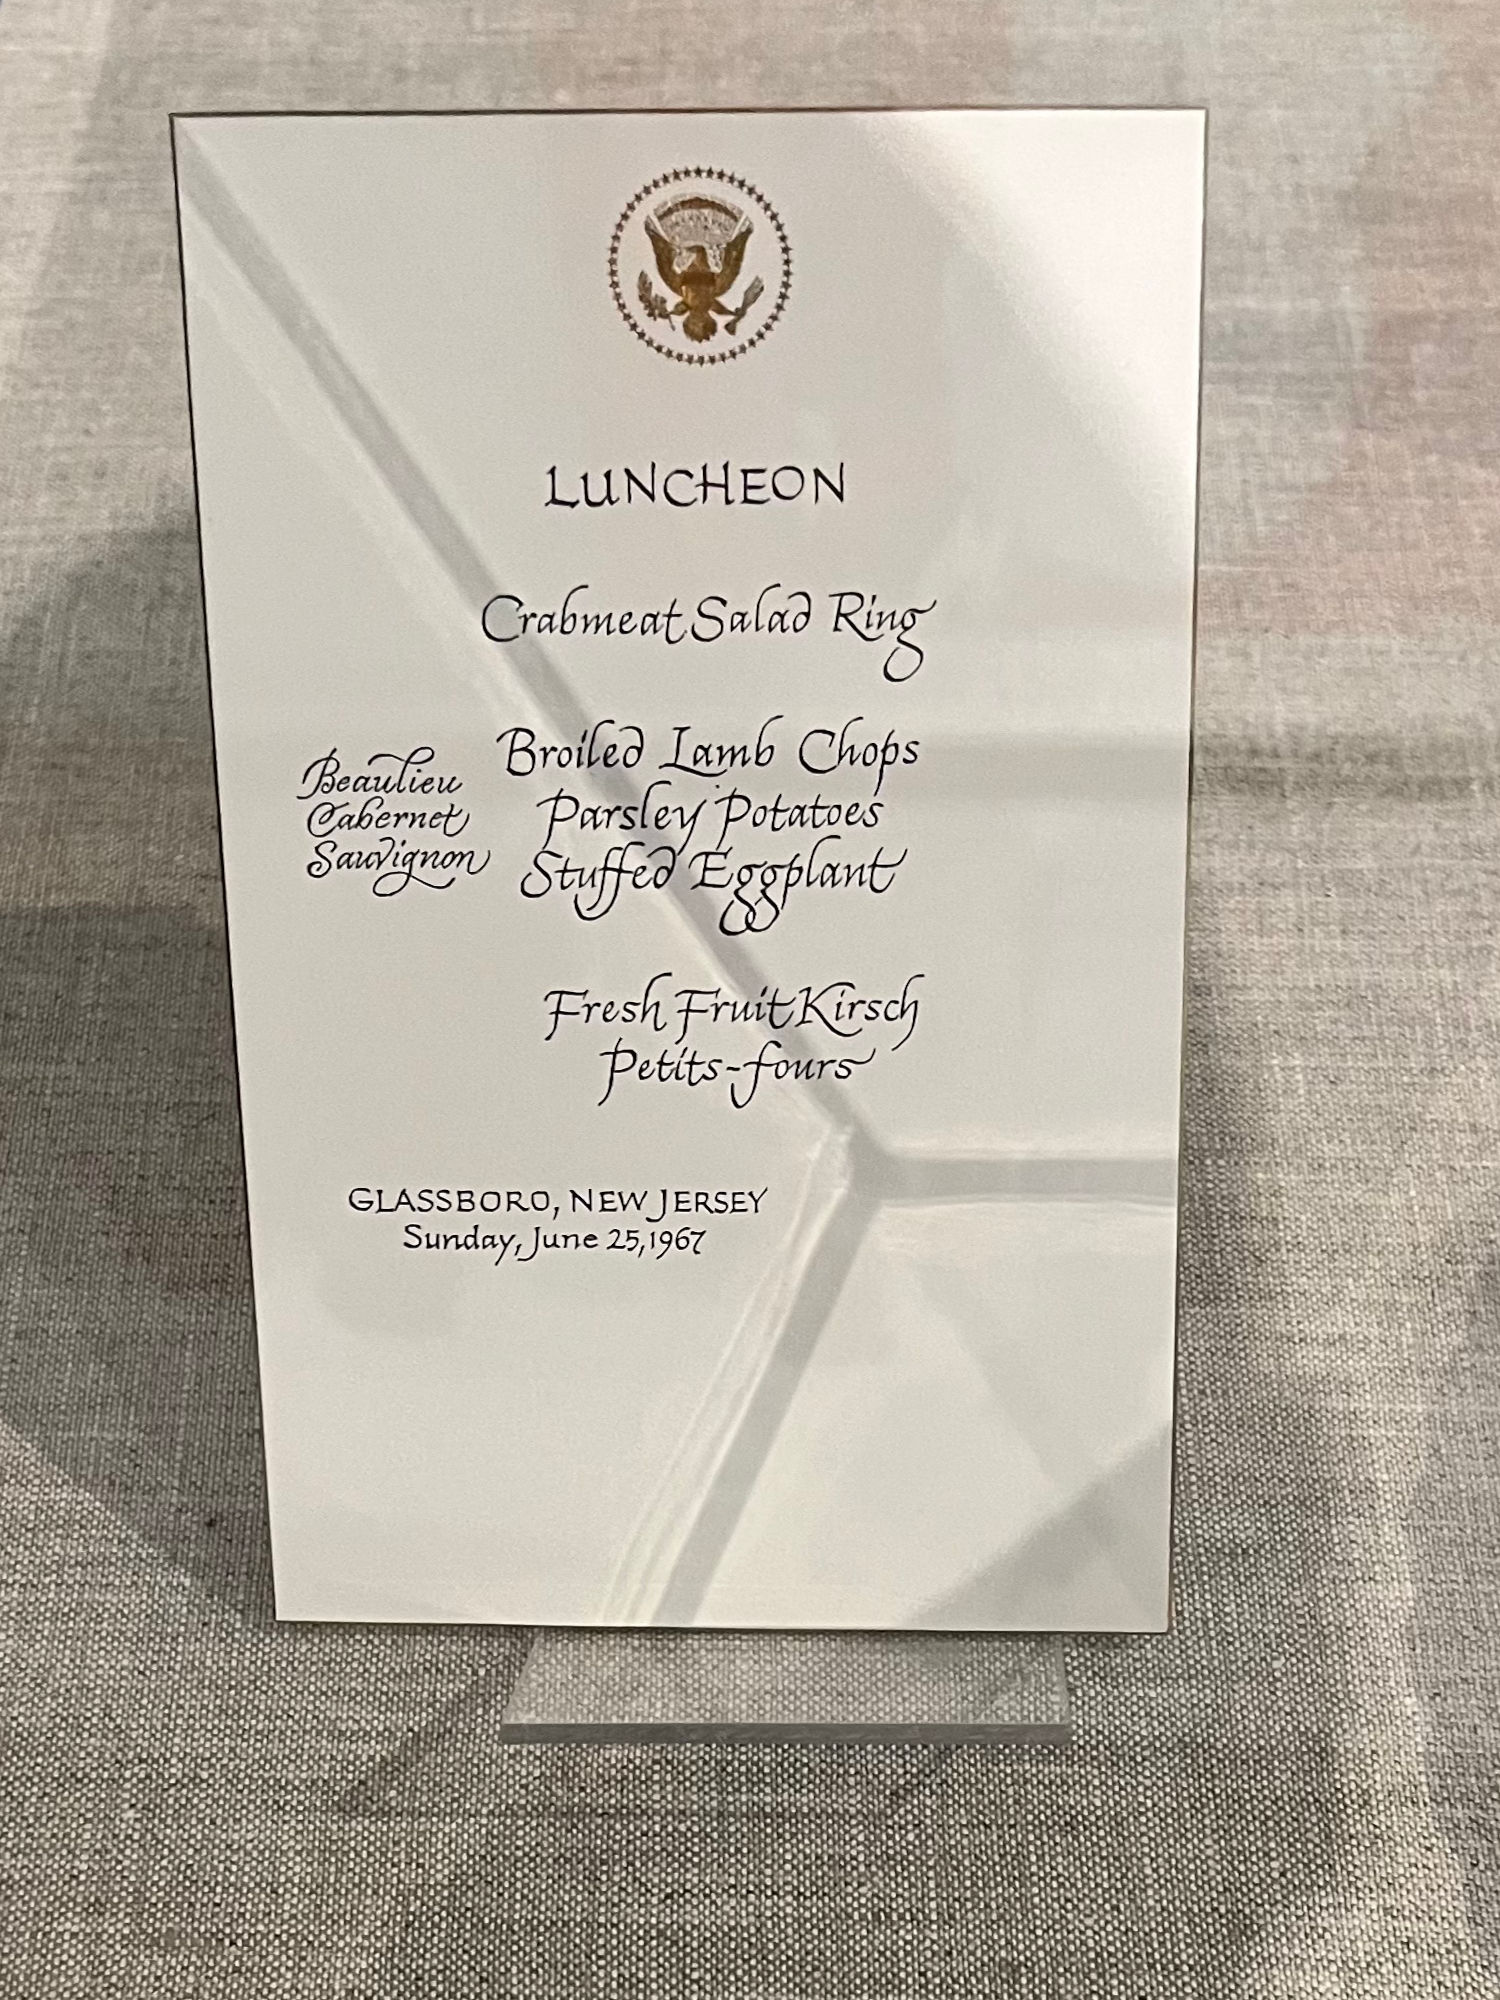 LUNCHEON
Crabmeat Salad Ring
Beaulieu
Cabernet
Sauvignon
Broiled Lamb Chops
Parsley Potatoes
Stuffed Eggplant
Fresh Fruit Kirsch
Petits-fours
GLASSBORO, NEW JERSEY
Sunday, June 25, 1967